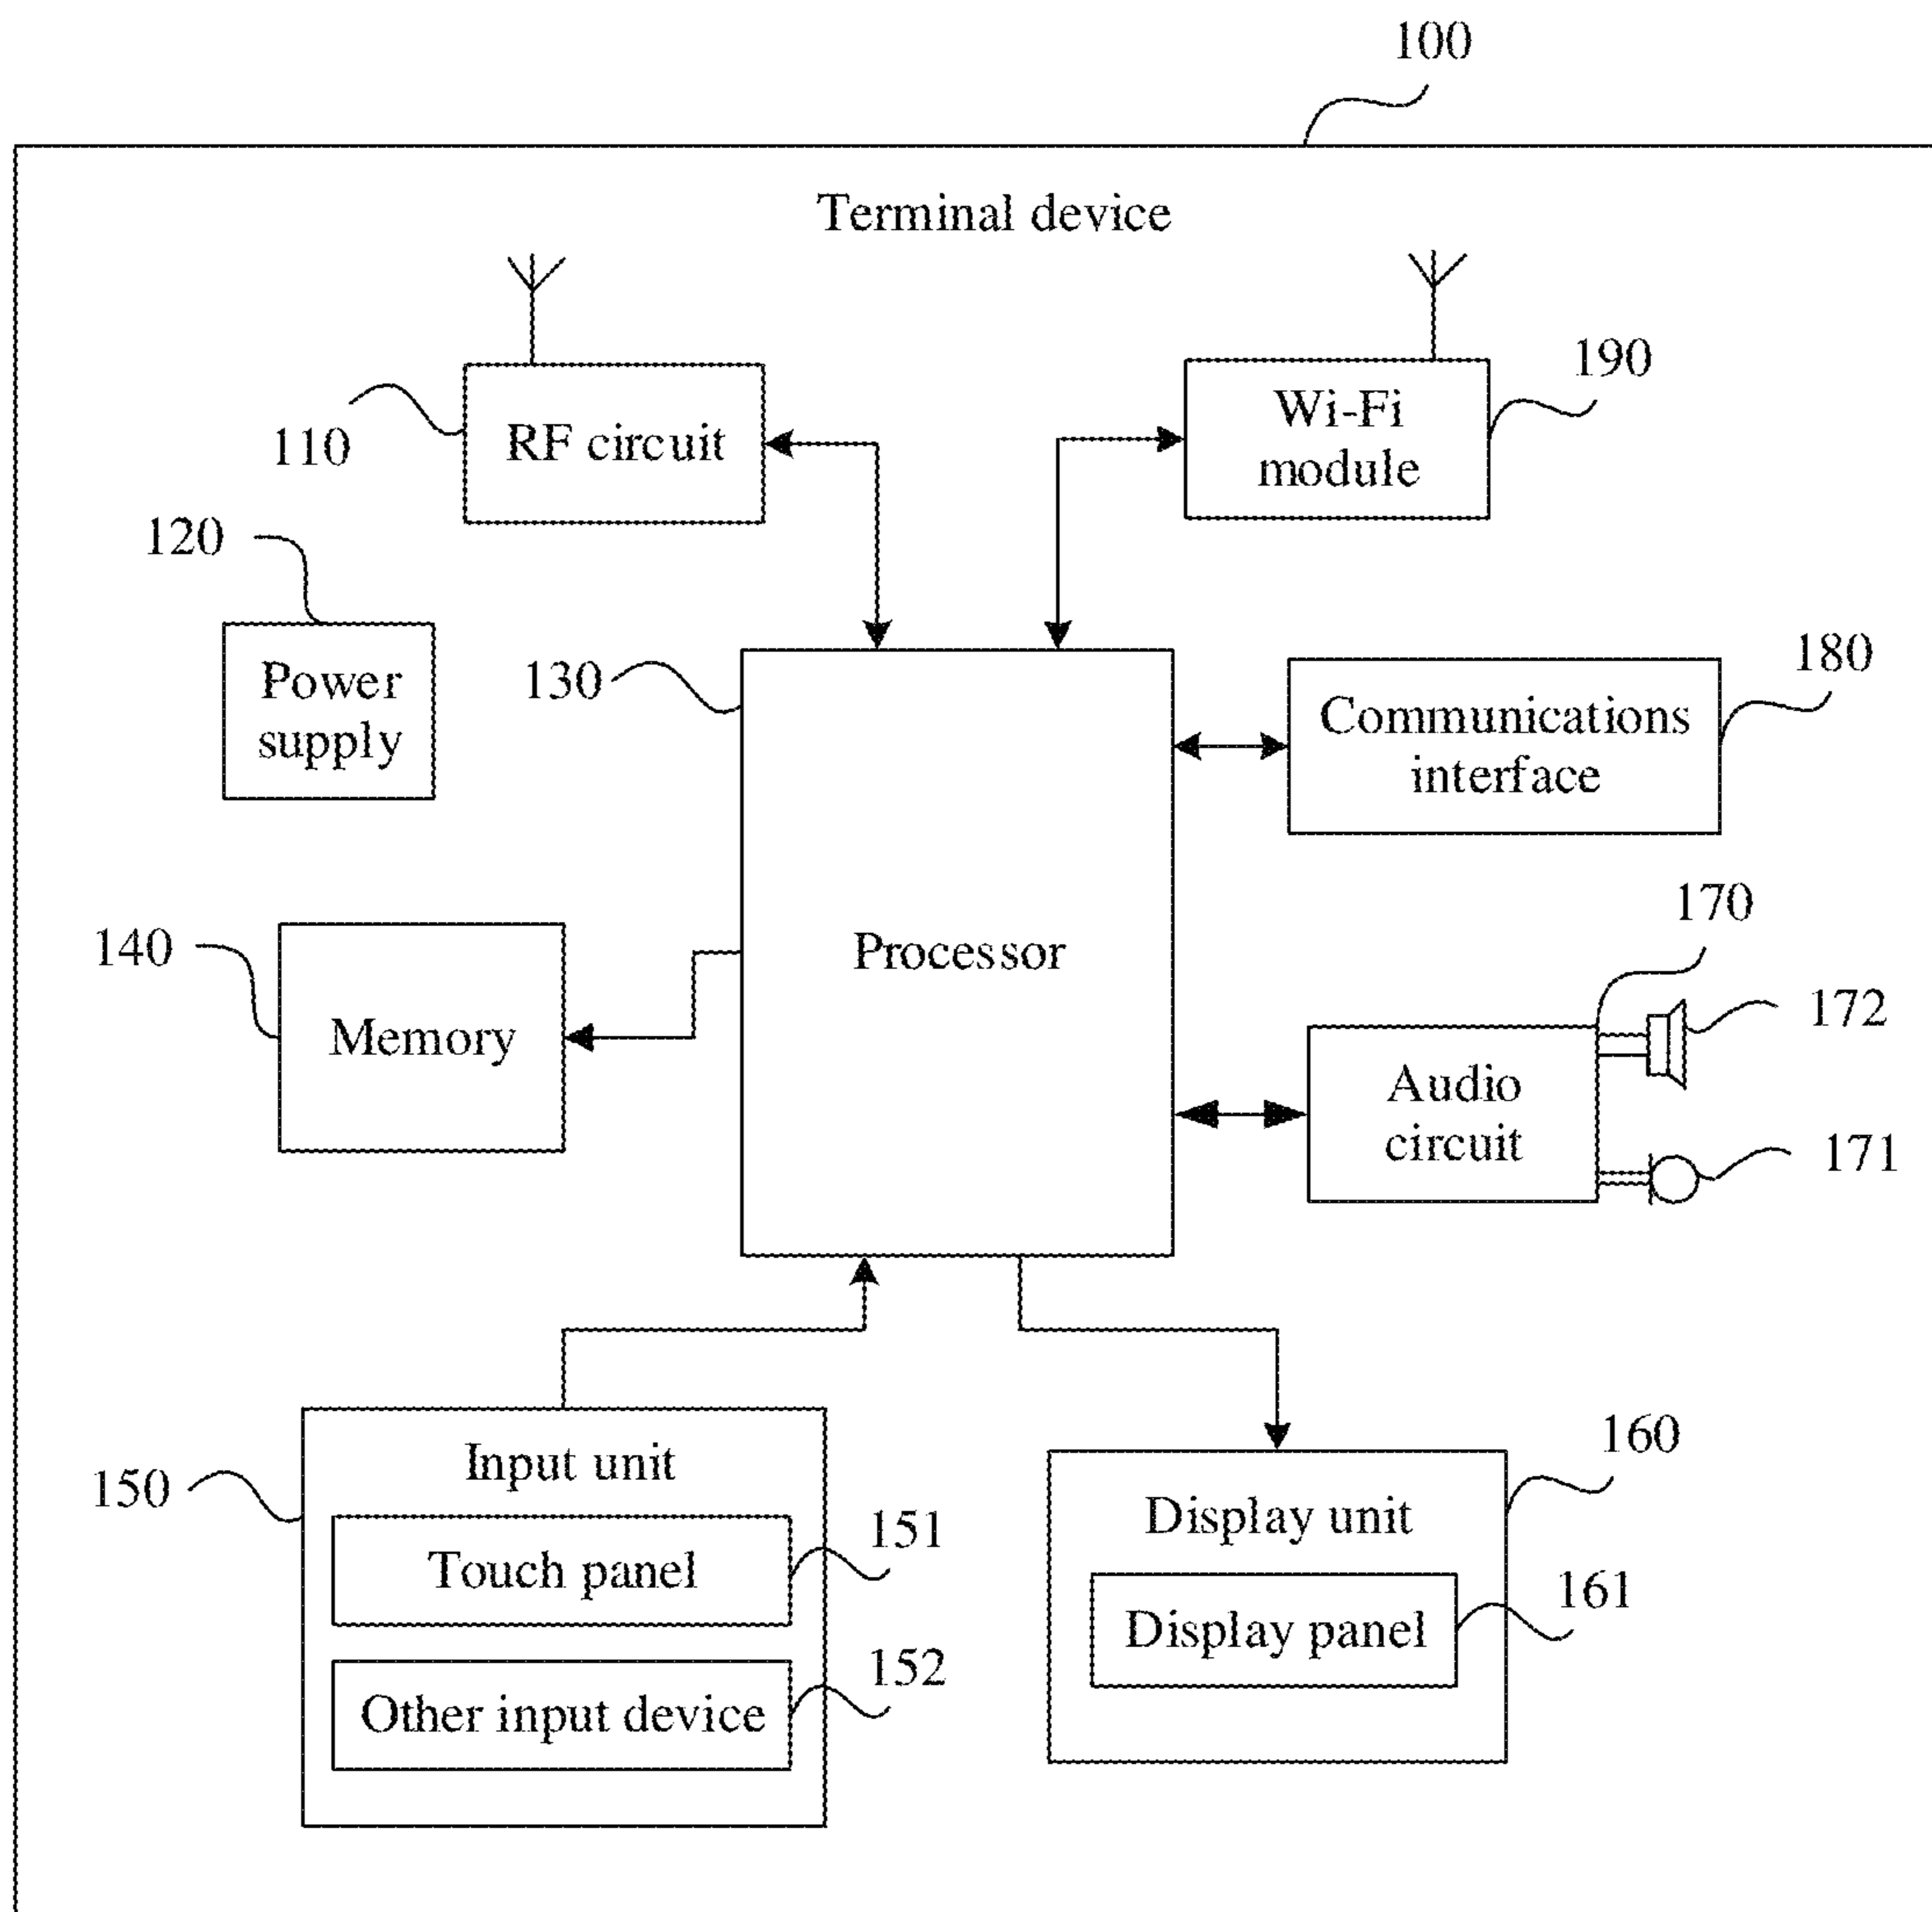 100
Terminal device
110
RF circuit
190
Wi-Fi
module
120
Power
supply
130
Processor
180
Communications
interface
140
Memory
170
172
Audio
circuit
171
150
Input unit
Touch panel
151
Other input device
152
160
Display unit
Display panel
161